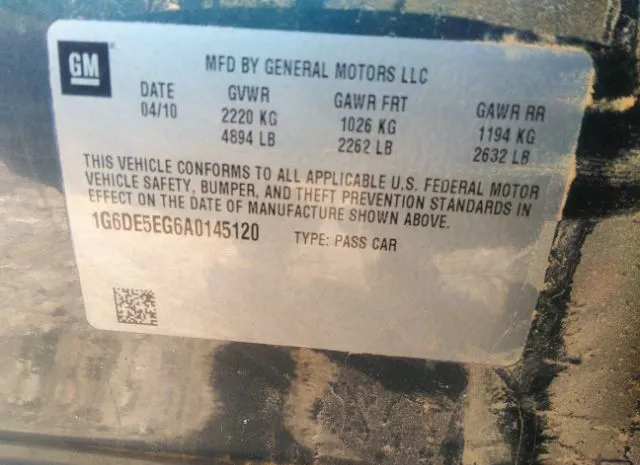 GM
MFD BY GENERAL MOTORS LLC
DATE GVWR GAWR FRT GAWR RR
04/10 2220 KG 1026 KG 1194 KG
4894 LB 2262 LB 2632 LB
THIS VEHICLE CONFORMS TO ALL APPLICABLE U.S. FEDERAL MOTOR
VEHICLE SAFETY, BUMPER, AND THEFT PREVENTION STANDARDS IN
EFFECT ON THE DATE OF MANUFACTURE SHOWN ABOVE.
1G6DE5EG6A0145120 TYPE: PASS CAR